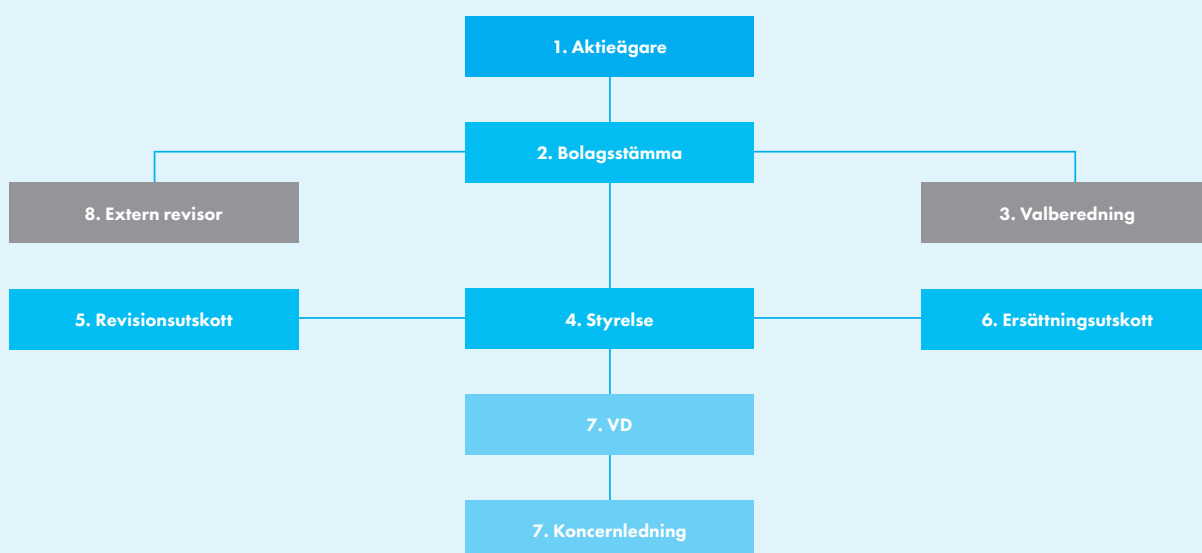 1. Aktieägare
2. Bolagsstämma
8. Extern revisor
3. Valberedning
5. Revisionsutskott
4. Styrelse
6. Ersättningsutskott
7. VD
7. Koncernledning